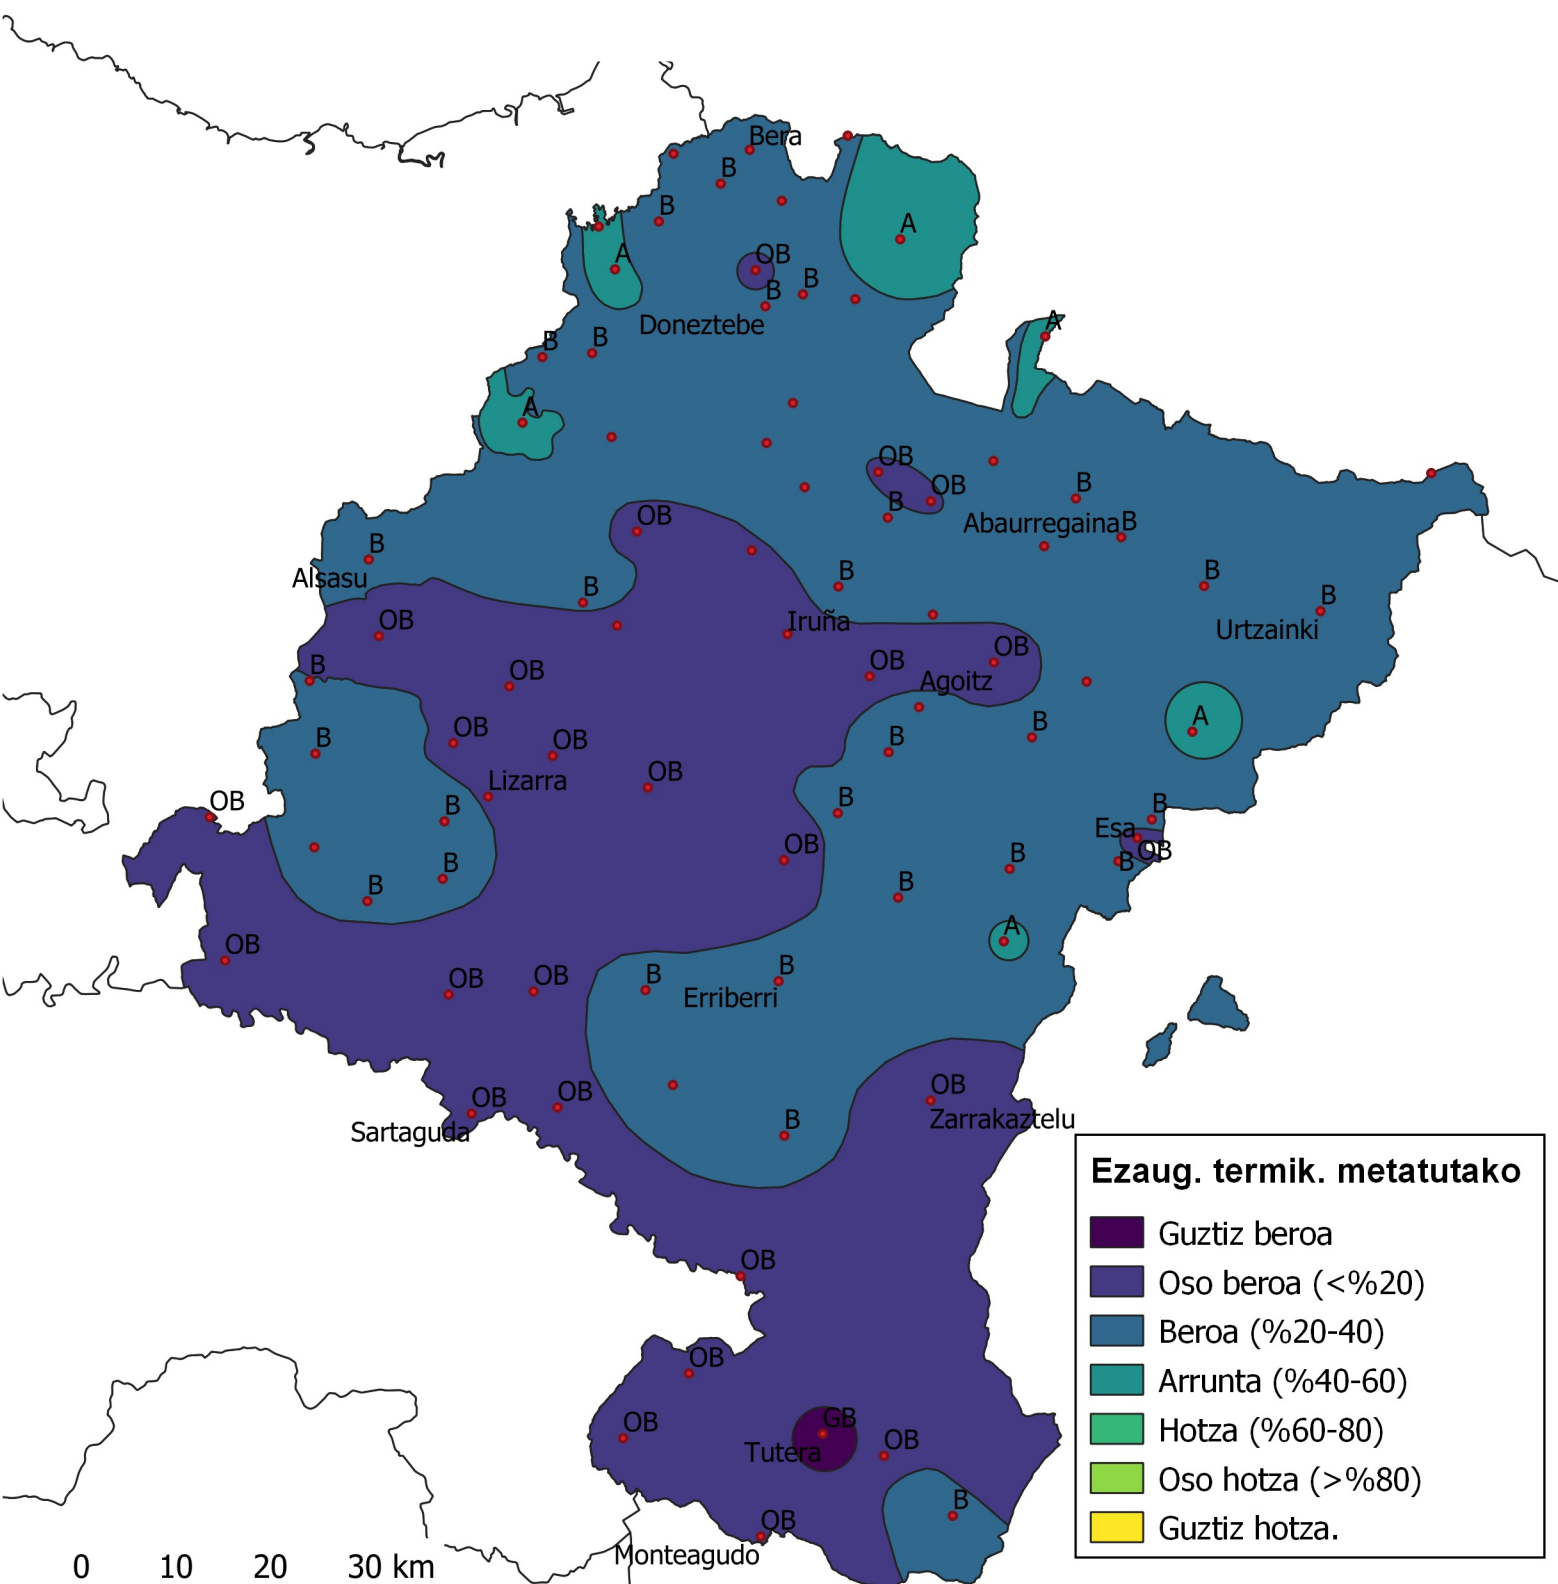 Bera
B
B
A
A
OB
B
B
Doneztebe
A
B
B
A
OB
OB
B
B
OB
Abaurregaina
B
B
Alsasu
B
B
B
B
OB
Iruña
Urtzainki
OB
B
OB
OB
OB
Agoitz
A
B
OB
B
OB
B
Lizarra
OB
OB
B
B
B
Esa
OB
OB
B
B
B
B
B
A
OB
B
B
OB
OB
Erriberri
OB
OB
OB
Zarrakaztelu
B
Sartaguda
Ezaug. termik. metatutako
Guztiz beroa
Oso beroa (<%20)
Beroa (%20-40)
Arrunta (%40-60)
Hotza (%60-80)
Oso hotza (>%80)
Guztiz hotza.
OB
OB
OB
GB
OB
Tutera
B
OB
Monteagudo
0 10 20 30 km